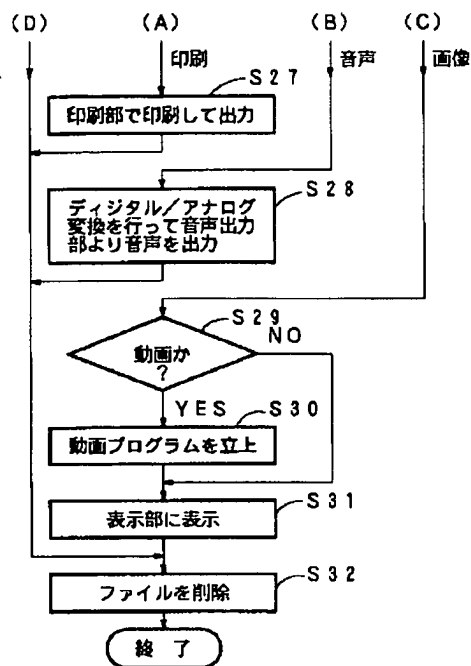 (D)
(A)
(B)
(C)
印刷
音声
画像
S27
印刷部で印刷して出力
S28
ディジタル/アナログ
変換を行って音声出力
部より音声を出力
S29
動画か
?
NO
YES
S30
動画プログラムを立上
S31
表示部に表示
S32
ファイルを削除
終了